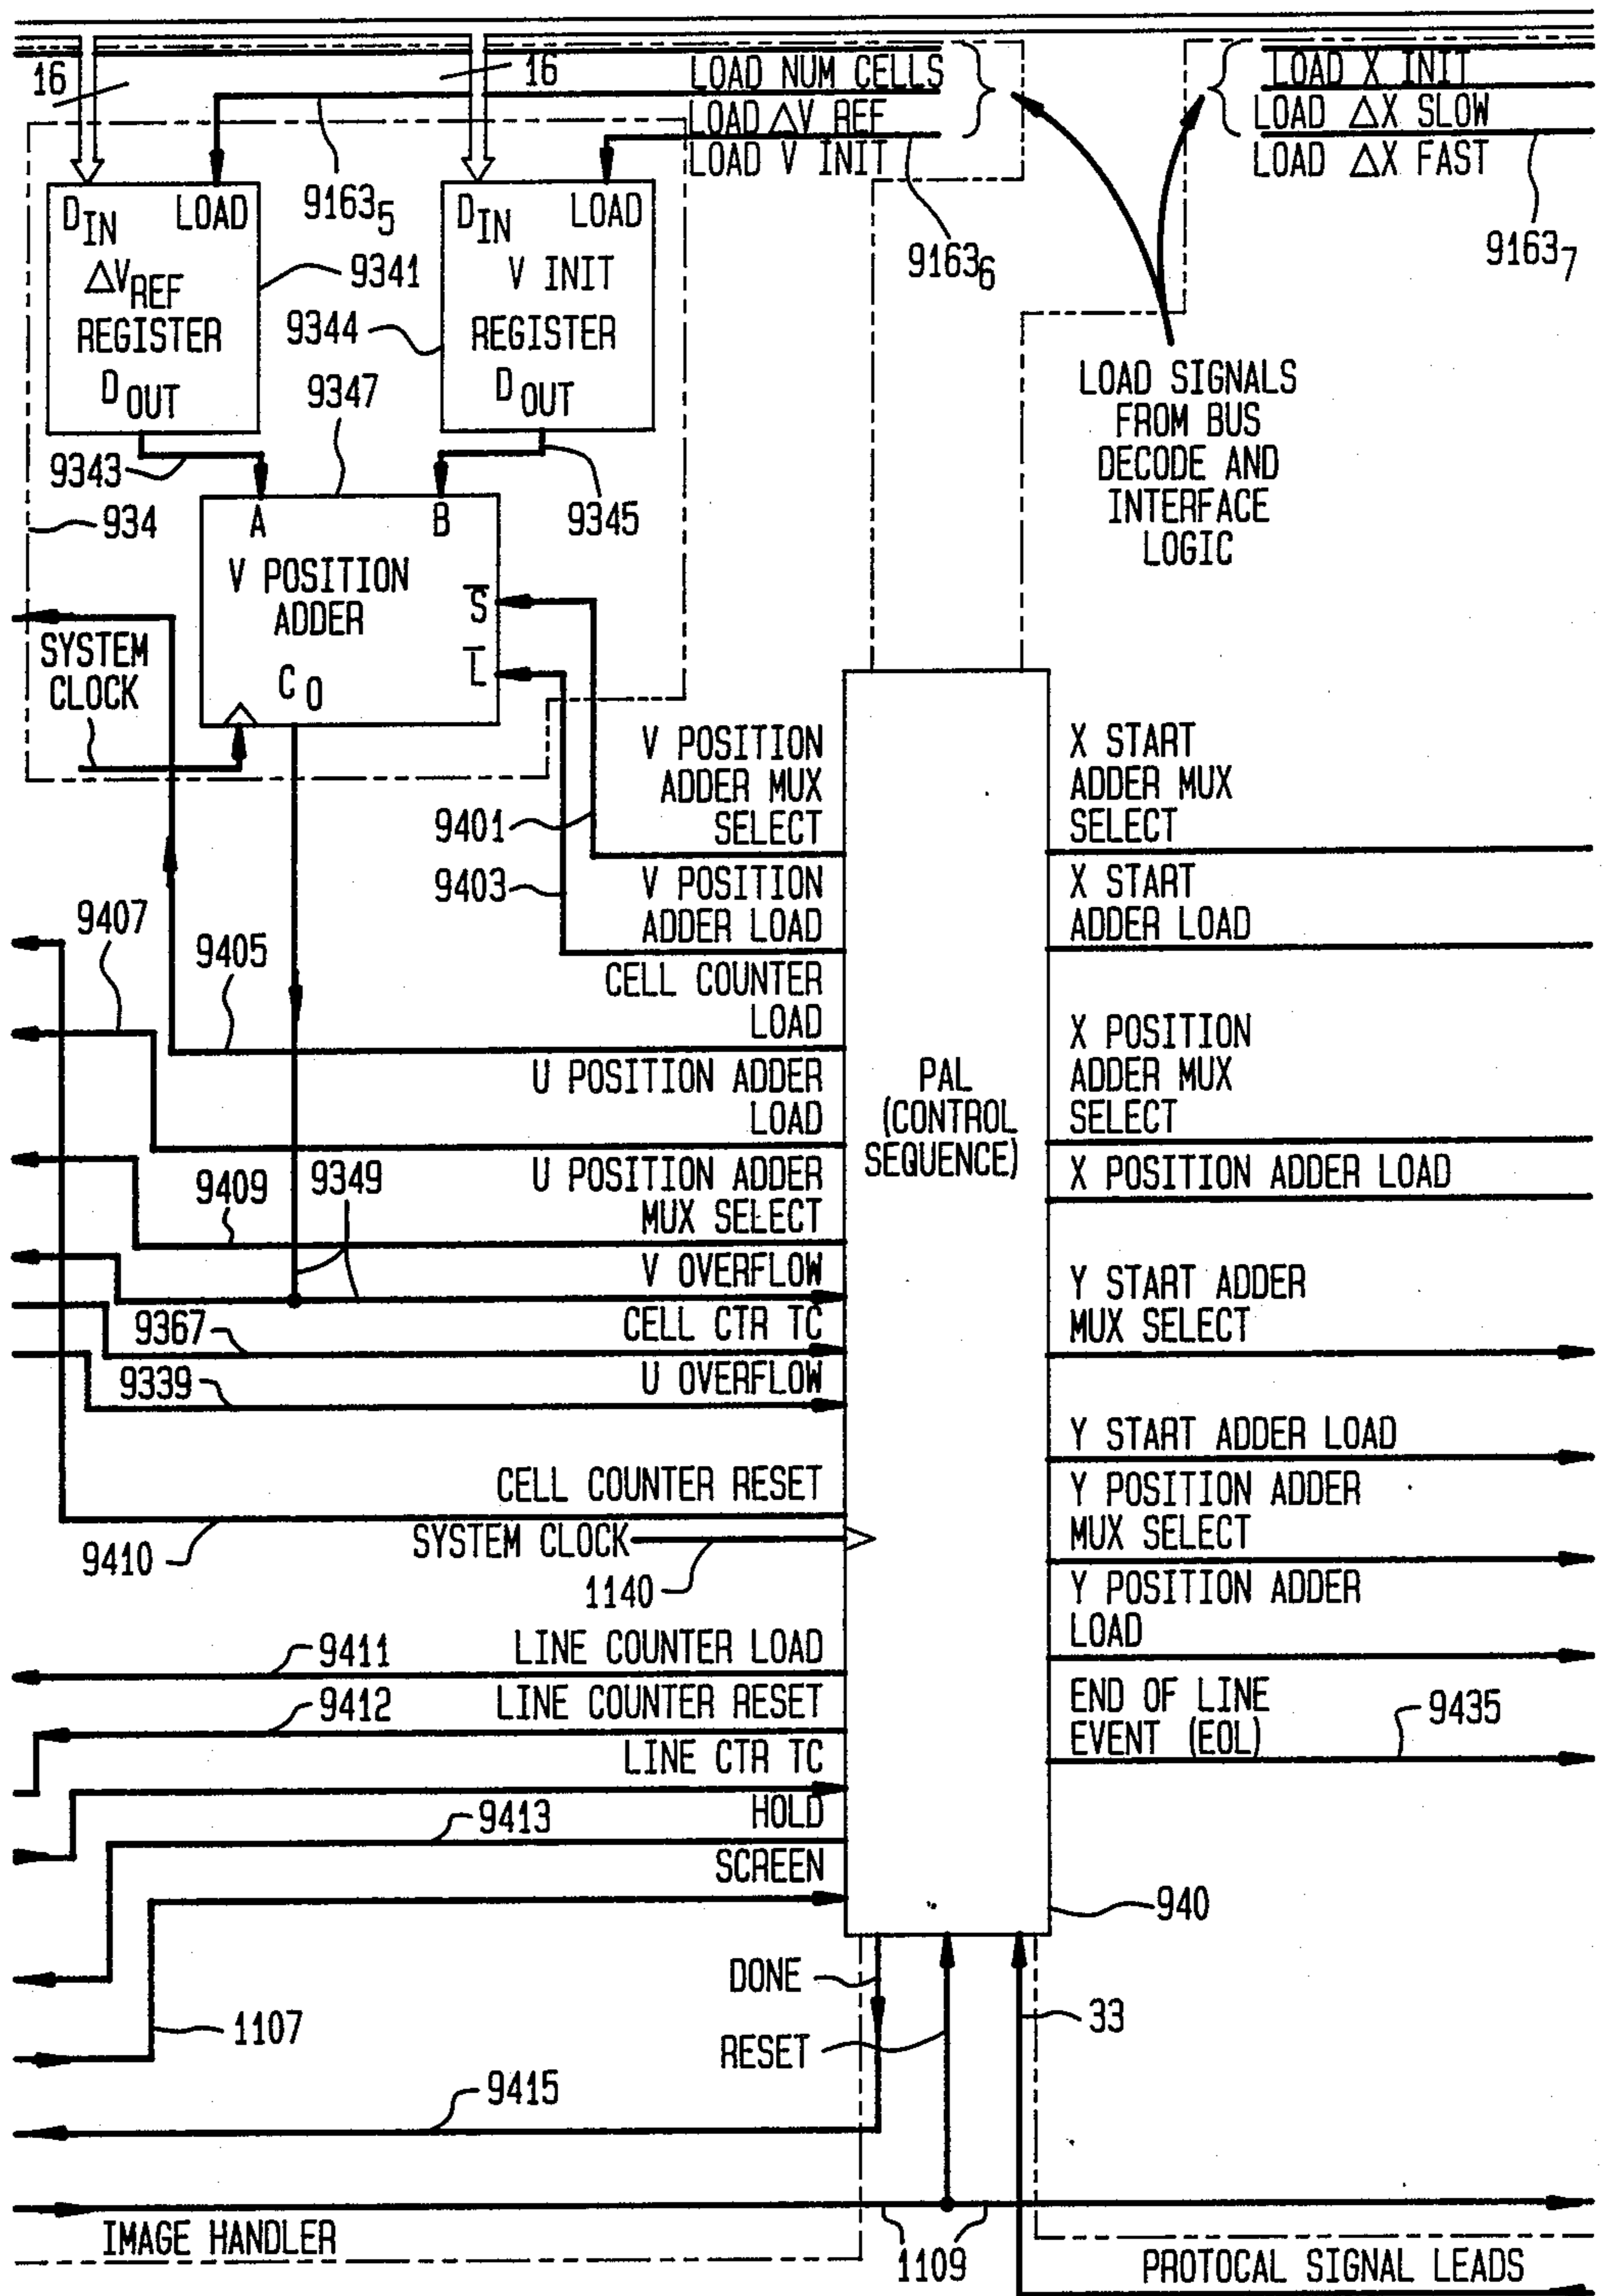 16
16
LOAD NUM CELLS
LOAD ΔV REF
LOAD V INIT
LOAD X INIT
LOAD ΔX SLOW
LOAD ΔX FAST
9163₅
9163₆
9163₇
D_IN LOAD
ΔV_REF
REGISTER
D_OUT
9341
9344
D_IN LOAD
V INIT
REGISTER
D_OUT
9347
9343
9345
934
LOAD SIGNALS
FROM BUS
DECODE AND
INTERFACE
LOGIC
A B
V POSITION
ADDER
S̅
L̅
C_O
SYSTEM
CLOCK
V POSITION
ADDER MUX
SELECT
9401
V POSITION
ADDER LOAD
9403
CELL COUNTER
LOAD
9407
9405
U POSITION ADDER
LOAD
U POSITION ADDER
MUX SELECT
9409
9349
V OVERFLOW
CELL CTR TC
9367
U OVERFLOW
9339
CELL COUNTER RESET
9410
SYSTEM CLOCK
1140
LINE COUNTER LOAD
9411
LINE COUNTER RESET
9412
LINE CTR TC
HOLD
9413
SCREEN
1107
PAL
(CONTROL
SEQUENCE)
X START
ADDER MUX
SELECT
X START
ADDER LOAD
X POSITION
ADDER MUX
SELECT
X POSITION ADDER LOAD
Y START ADDER
MUX SELECT
Y START ADDER LOAD
Y POSITION ADDER
MUX SELECT
Y POSITION ADDER
LOAD
END OF LINE
EVENT (EOL)
9435
940
DONE
RESET
33
9415
IMAGE HANDLER
1109
PROTOCAL SIGNAL LEADS